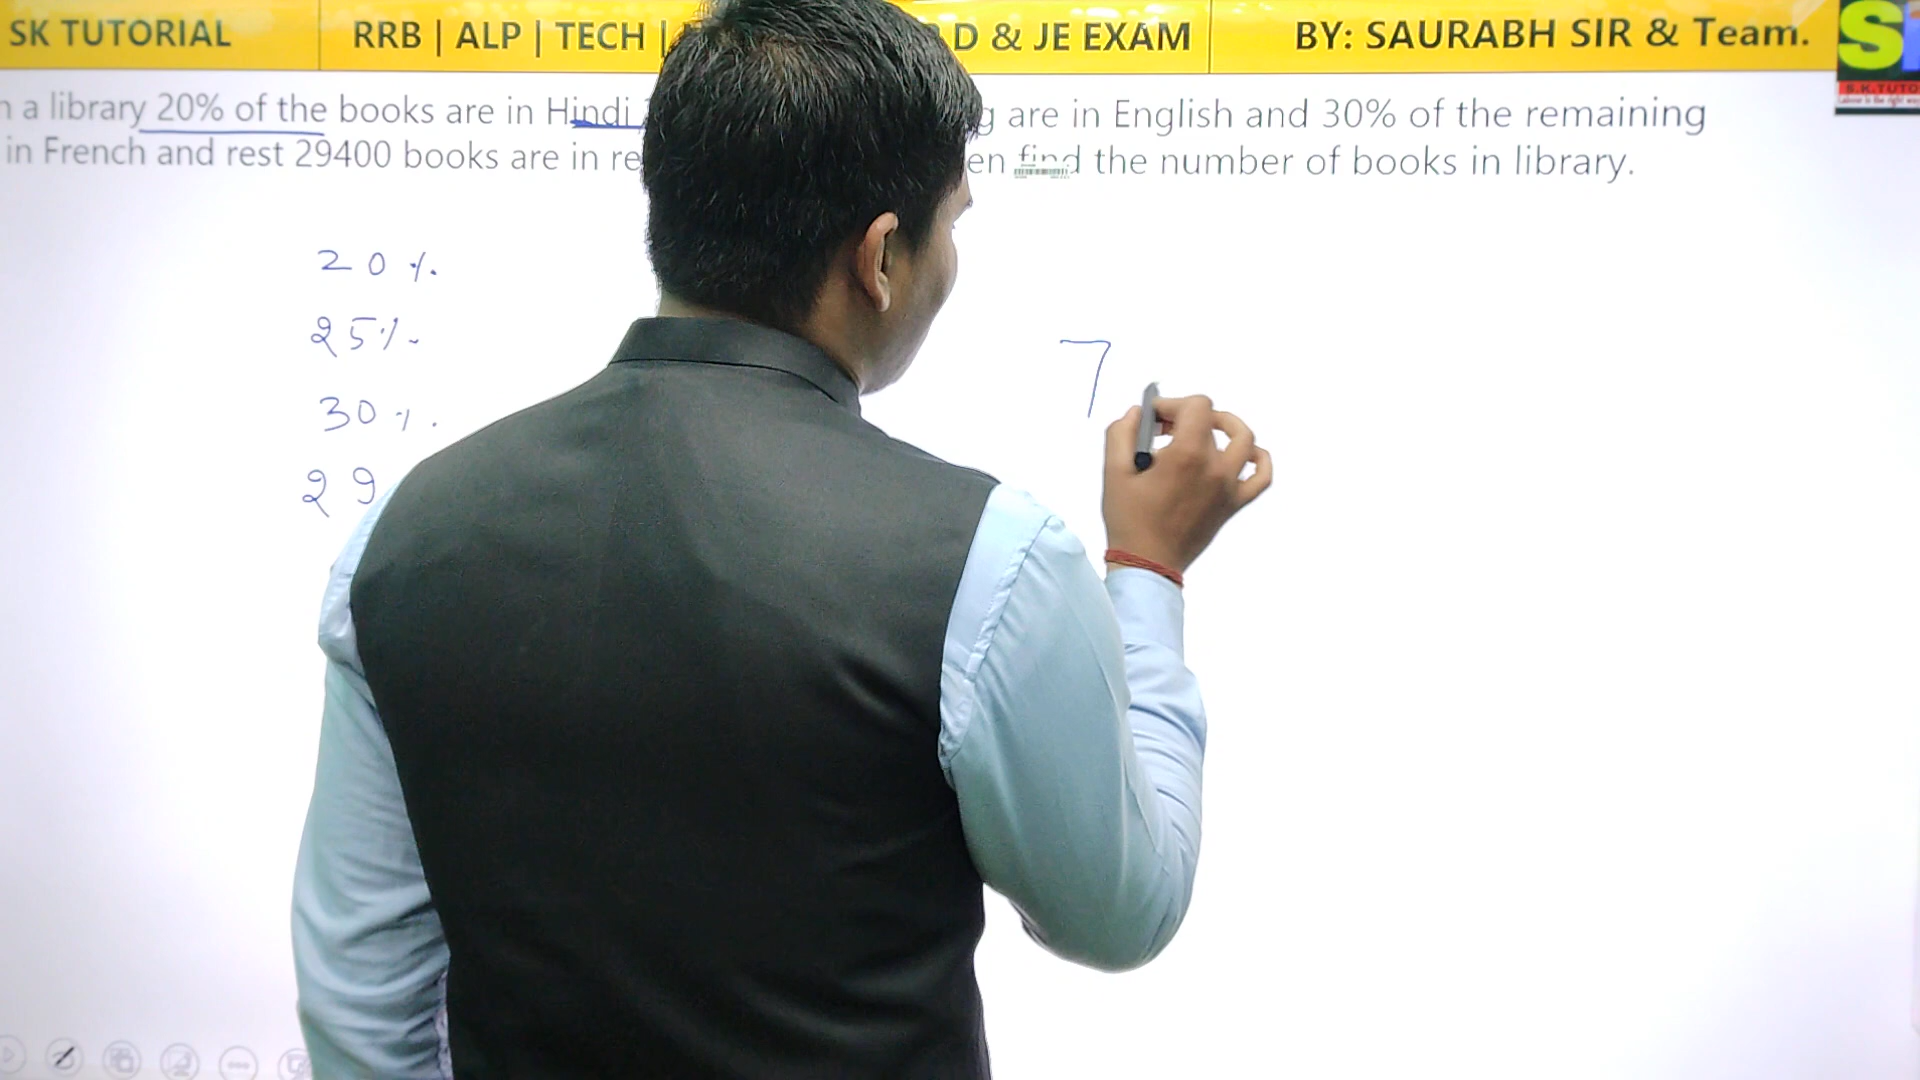 SK TUTORIAL RRB | ALP | TECH | D & JE EXAM BY: SAURABH SIR & Team.
a library 20% of the books are in Hindi are in English and 30% of the remaining
in French and rest 29400 books are in find the number of books in library.
20%.
25%.
30%.
29
7
S.K.TUTO